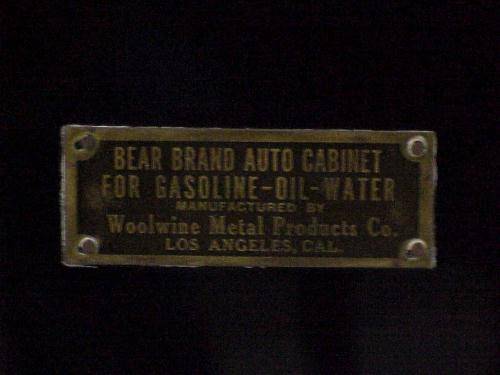 BEAR BRAND AUTO CABINET
FOR GASOLINE-OIL-WATER
MANUFACTURED BY
Woolwine Metal Products Co.
LOS ANGELES, CAL.